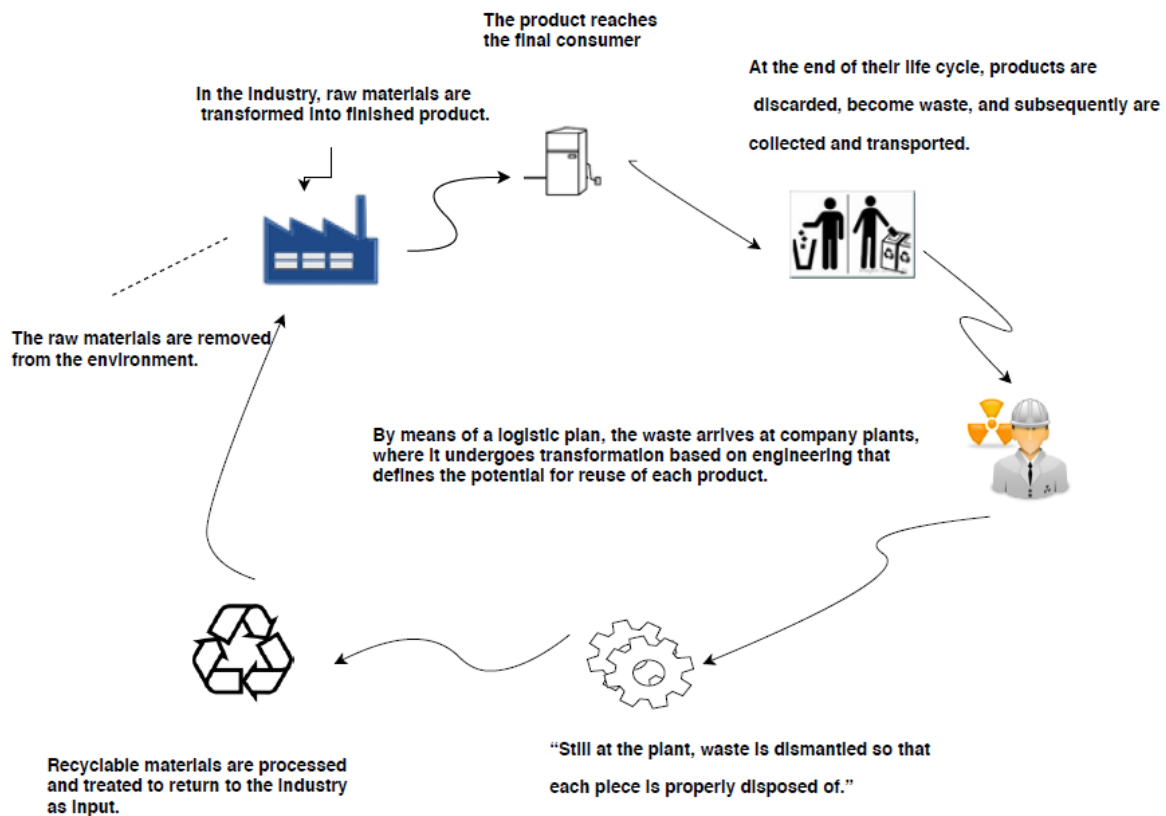 The product reaches
the final consumer
In the Industry, raw materials are
transformed into finished product.
At the end of their life cycle, products are
discarded, become waste, and subsequently are
collected and transported.
The raw materials are removed
from the environment.
By means of a logistic plan, the waste arrives at company plants,
where it undergoes transformation based on engineering that
defines the potential for reuse of each product.
“Still at the plant, waste is dismantled so that
each piece is properly disposed of.”
Recyclable materials are processed
and treated to return to the Industry
as input.